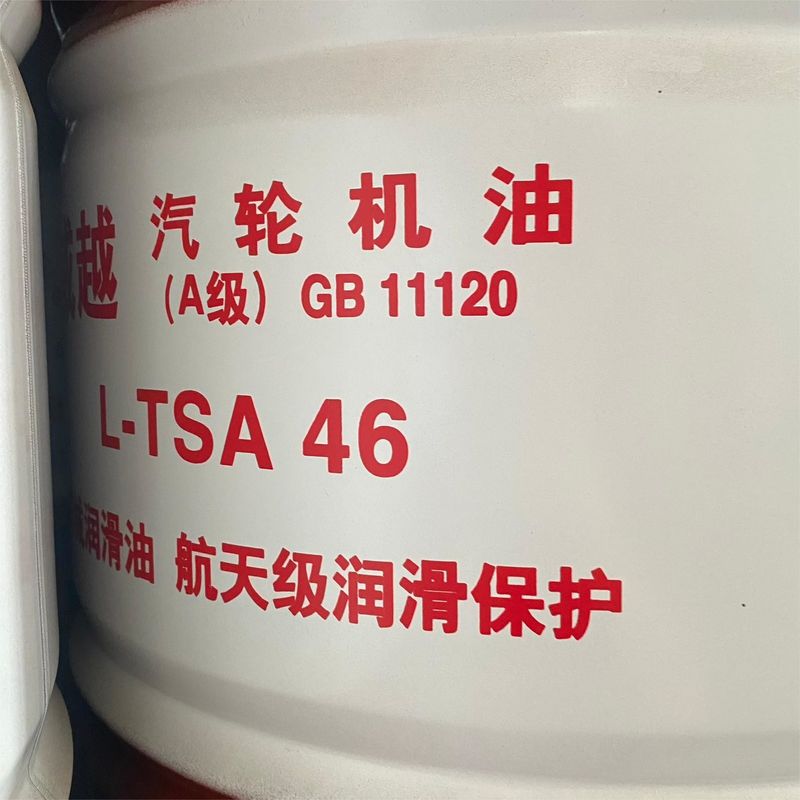 越 汽轮机油
(A级) GB 11120
L-TSA 46
润滑油 航天级润滑保护